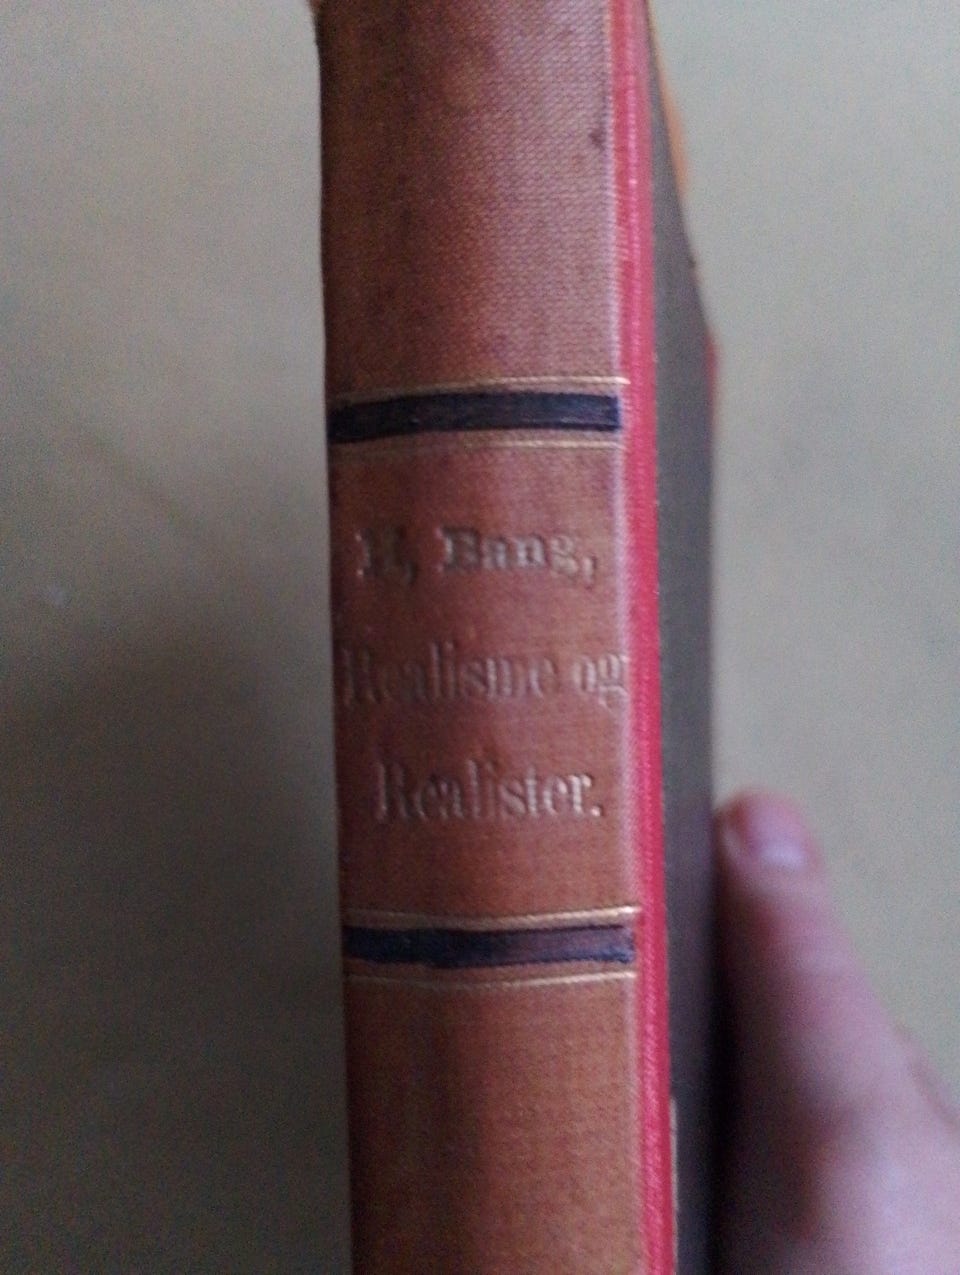 H, Bang,
Realisme og
Realister.